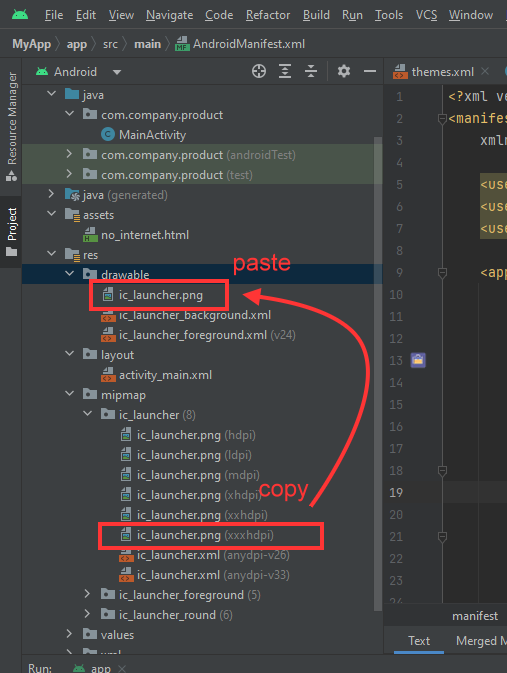 File Edit View Navigate Code Refactor Build Run Tools VCS Window
MyApp app src main AndroidManifest.xml
Resource Manager
Project
Android
themes.xml
java
com.company.product
MainActivity
com.company.product (androidTest)
com.company.product (test)
java (generated)
assets
no_internet.html
res
drawable
paste
ic_launcher.png
ic_launcher_background.xml
ic_launcher_foreground.xml (v24)
layout
activity_main.xml
mipmap
ic_launcher (8)
ic_launcher.png (hdpi)
ic_launcher.png (ldpi)
ic_launcher.png (mdpi)
ic_launcher.png (xhdpi)
copy
ic_launcher.png (xxhdpi)
ic_launcher.png (xxxhdpi)
ic_launcher.xml (anydpi-v26)
ic_launcher.xml (anydpi-v33)
ic_launcher_foreground (5)
ic_launcher_round (6)
values
1 <?xml ve
2 <manifes
3 xmln
4
5 <use
6 <use
7 <use
8
9 <app
10
11
12
13
14
18
19
20
21
22
23
24
25
manifest
Text Merged M
Run: app